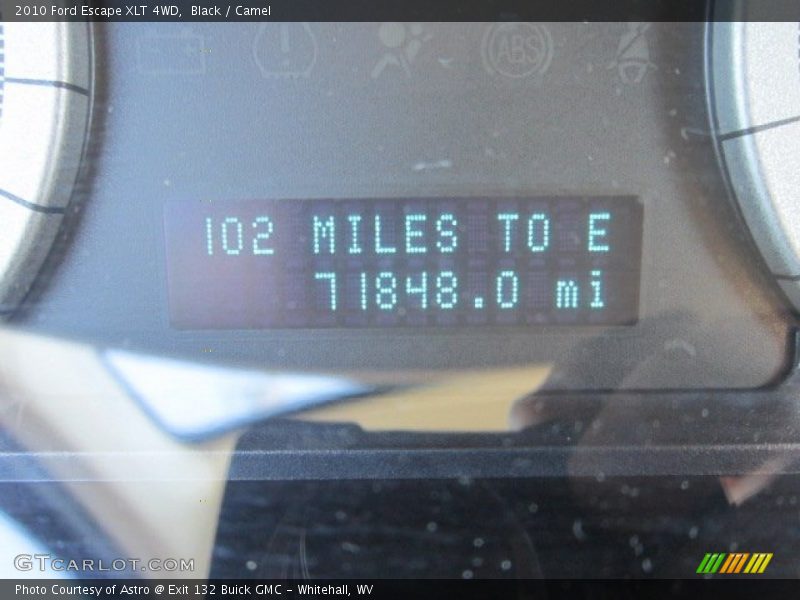 2010 Ford Escape XLT 4WD, Black / Camel
ABS
102 MILES TO E
71848.0 mi
GTCARLOT.COM
Photo Courtesy of Astro @ Exit 132 Buick GMC - Whitehall, WV